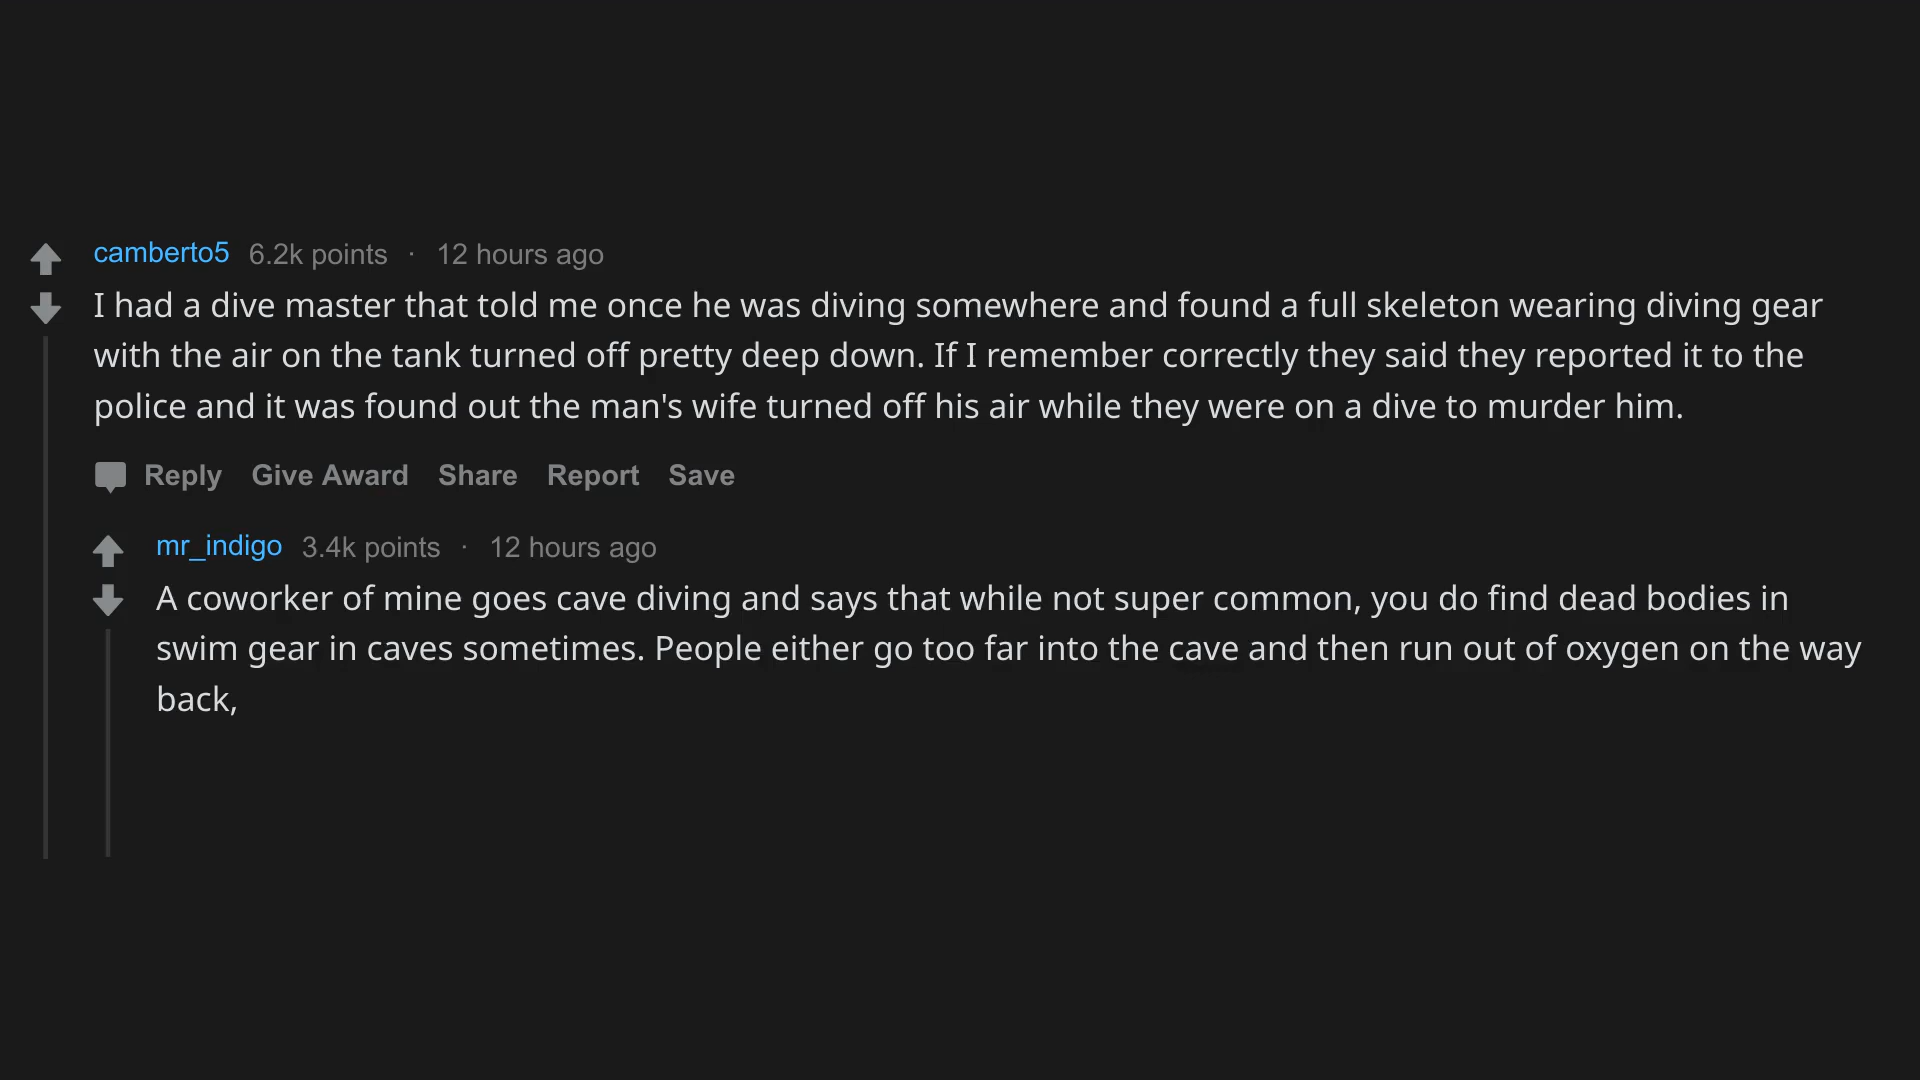 camberto5 6.2k points · 12 hours ago
I had a dive master that told me once he was diving somewhere and found a full skeleton wearing diving gear
with the air on the tank turned off pretty deep down. If I remember correctly they said they reported it to the
police and it was found out the man's wife turned off his air while they were on a dive to murder him.
Reply Give Award Share Report Save
mr_indigo 3.4k points · 12 hours ago
A coworker of mine goes cave diving and says that while not super common, you do find dead bodies in
swim gear in caves sometimes. People either go too far into the cave and then run out of oxygen on the way
back,